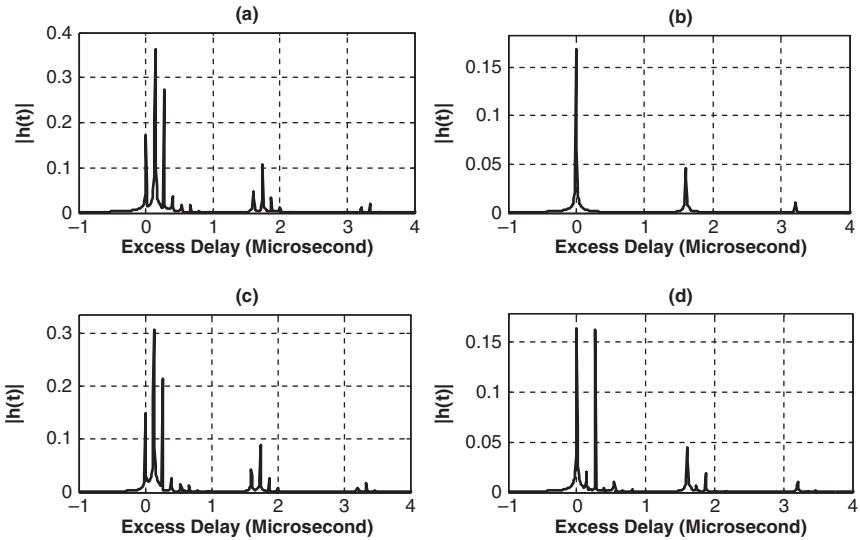 (a)
|h(t)|
0.4
0.3
0.2
0.1
0
–1 0 1 2 3 4
Excess Delay (Microsecond)
(b)
|h(t)|
0.15
0.1
0.05
0
–1 0 1 2 3 4
Excess Delay (Microsecond)
(c)
|h(t)|
0.3
0.2
0.1
0
–1 0 1 2 3 4
Excess Delay (Microsecond)
(d)
|h(t)|
0.15
0.1
0.05
0
–1 0 1 2 3 4
Excess Delay (Microsecond)